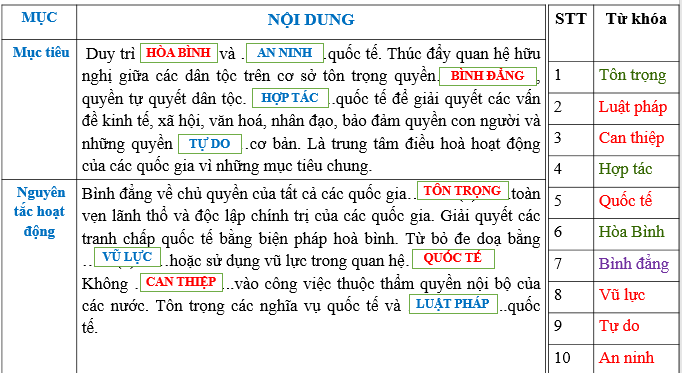 MỤC NỘI DUNG STT Từ khóa
Mục tiêu
Duy trì HÒA BÌNH và . AN NINH .quốc tế. Thúc đẩy quan hệ hữu
nghị giữa các dân tộc trên cơ sở tôn trọng quyền. BÌNH ĐẲNG ,
quyền tự quyết dân tộc. HỢP TÁC ..quốc tế để giải quyết các vấn
đề kinh tế, xã hội, văn hoá, nhân đạo, bảo đảm quyền con người và
những quyền TỰ DO .cơ bản. Là trung tâm điều hoà hoạt động
của các quốc gia vì những mục tiêu chung.
Nguyên
tắc hoạt
động
Bình đẳng về chủ quyền của tất cả các quốc gia.. TÔN TRỌNG .toàn
vẹn lãnh thổ và độc lập chính trị của các quốc gia. Giải quyết các
tranh chấp quốc tế bằng biện pháp hoà bình. Từ bỏ đe doạ bằng
.. VŨ LỰC ...hoặc sử dụng vũ lực trong quan hệ. QUỐC TẾ
Không . CAN THIỆP ...vào công việc thuộc thẩm quyền nội bộ của
các nước. Tôn trọng các nghĩa vụ quốc tế và LUẬT PHÁP ..quốc
tế.
1 Tôn trọng
2 Luật pháp
3 Can thiệp
4 Hợp tác
5 Quốc tế
6 Hòa Bình
7 Bình đẳng
8 Vũ lực
9 Tự do
10 An ninh